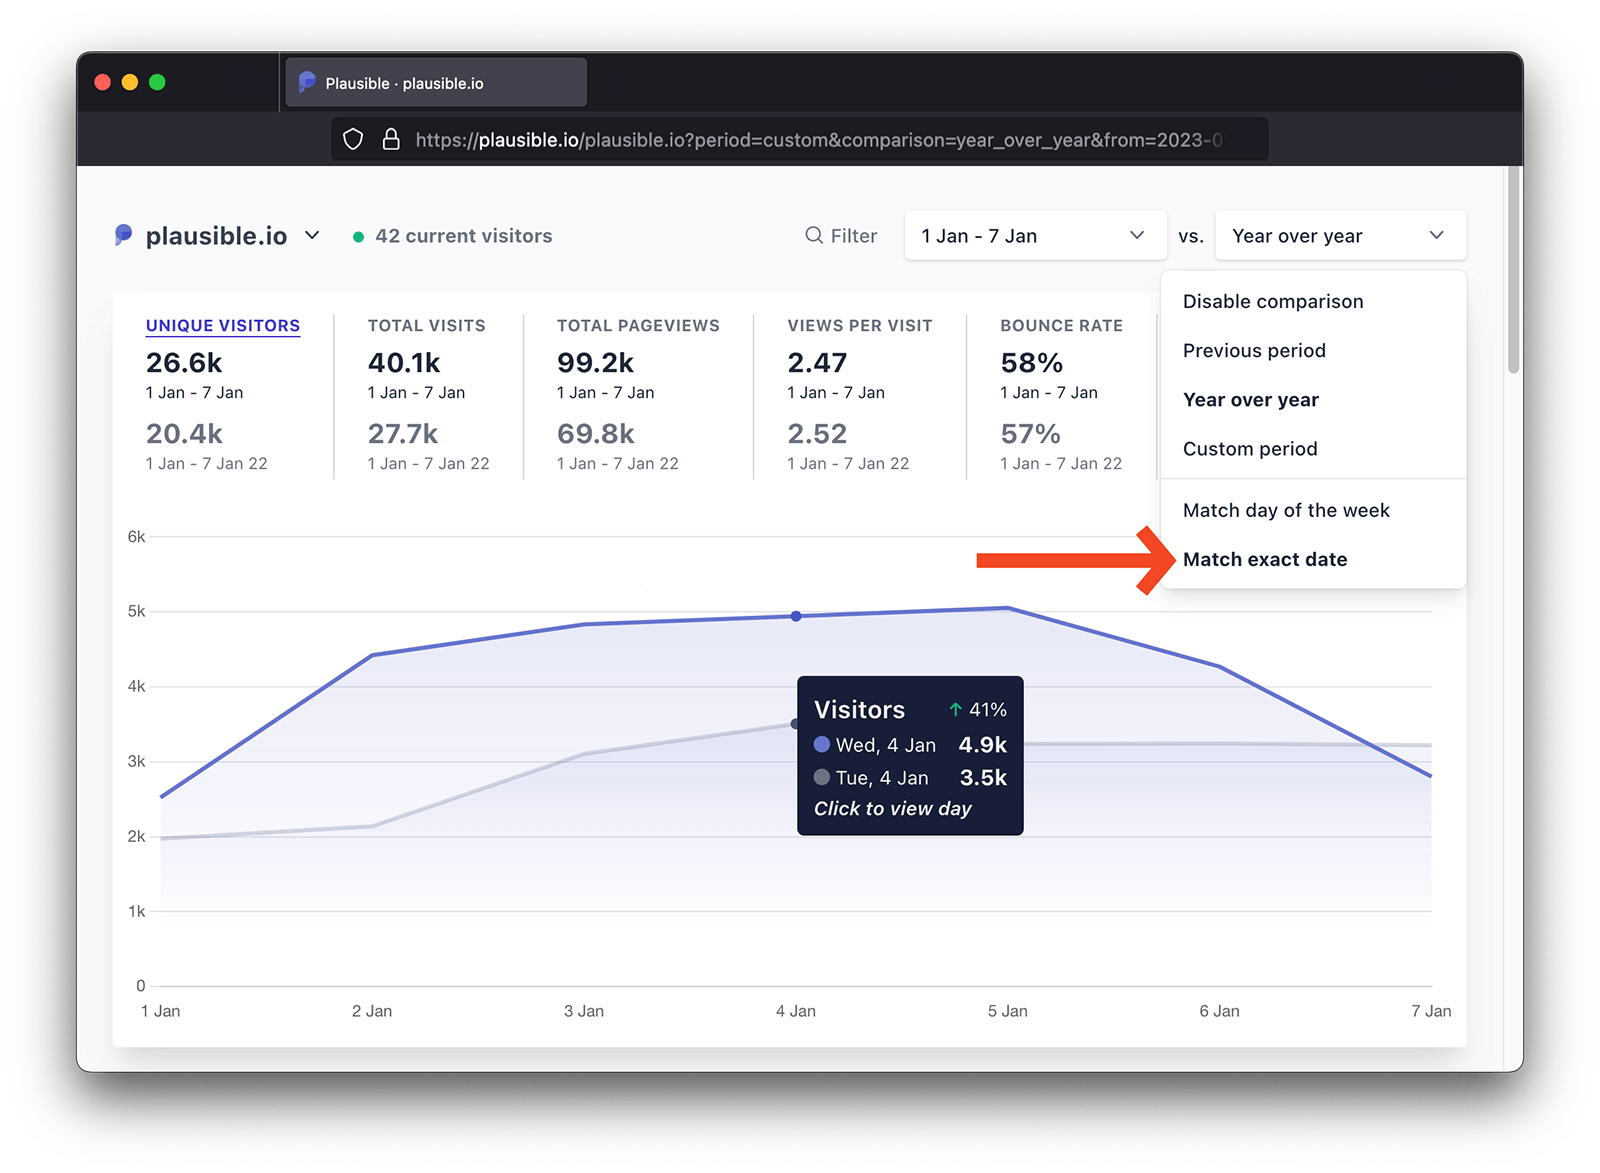 Plausible · plausible.io
https://plausible.io/plausible.io?period=custom&comparison=year_over_year&from=2023-0
plausible.io
42 current visitors
Filter
1 Jan - 7 Jan
vs.
Year over year
UNIQUE VISITORS
26.6k
1 Jan - 7 Jan
20.4k
1 Jan - 7 Jan 22
TOTAL VISITS
40.1k
1 Jan - 7 Jan
27.7k
1 Jan - 7 Jan 22
TOTAL PAGEVIEWS
99.2k
1 Jan - 7 Jan
69.8k
1 Jan - 7 Jan 22
VIEWS PER VISIT
2.47
1 Jan - 7 Jan
2.52
1 Jan - 7 Jan 22
BOUNCE RATE
58%
1 Jan - 7 Jan
57%
1 Jan - 7 Jan 22
Disable comparison
Previous period
Year over year
Custom period
Match day of the week
Match exact date
6k
5k
4k
3k
2k
1k
0
Visitors ↑ 41%
Wed, 4 Jan 4.9k
Tue, 4 Jan 3.5k
Click to view day
1 Jan
2 Jan
3 Jan
4 Jan
5 Jan
6 Jan
7 Jan